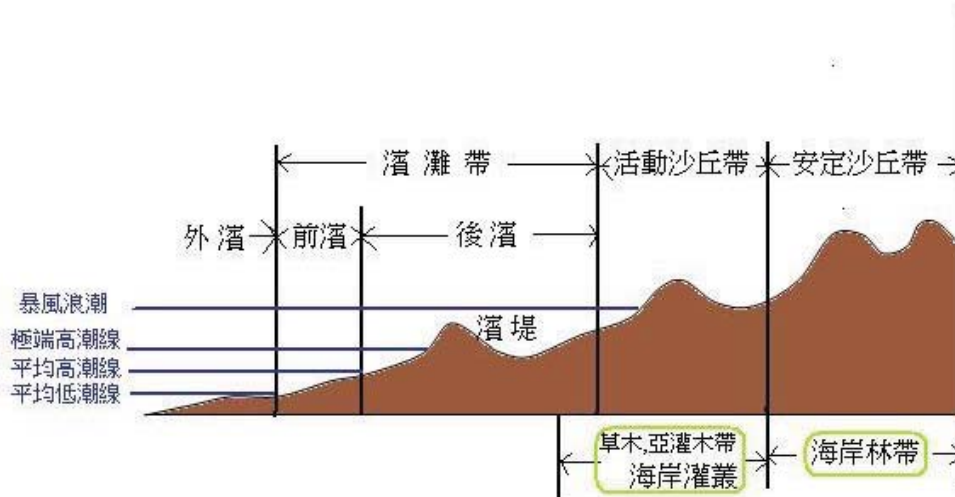 濱灘帶
活動沙丘帶
安定沙丘帶
外濱
前濱
後濱
暴風浪潮
極端高潮線
平均高潮線
平均低潮線
濱堤
草木,亞灌木帶
海岸灌叢
海岸林帶